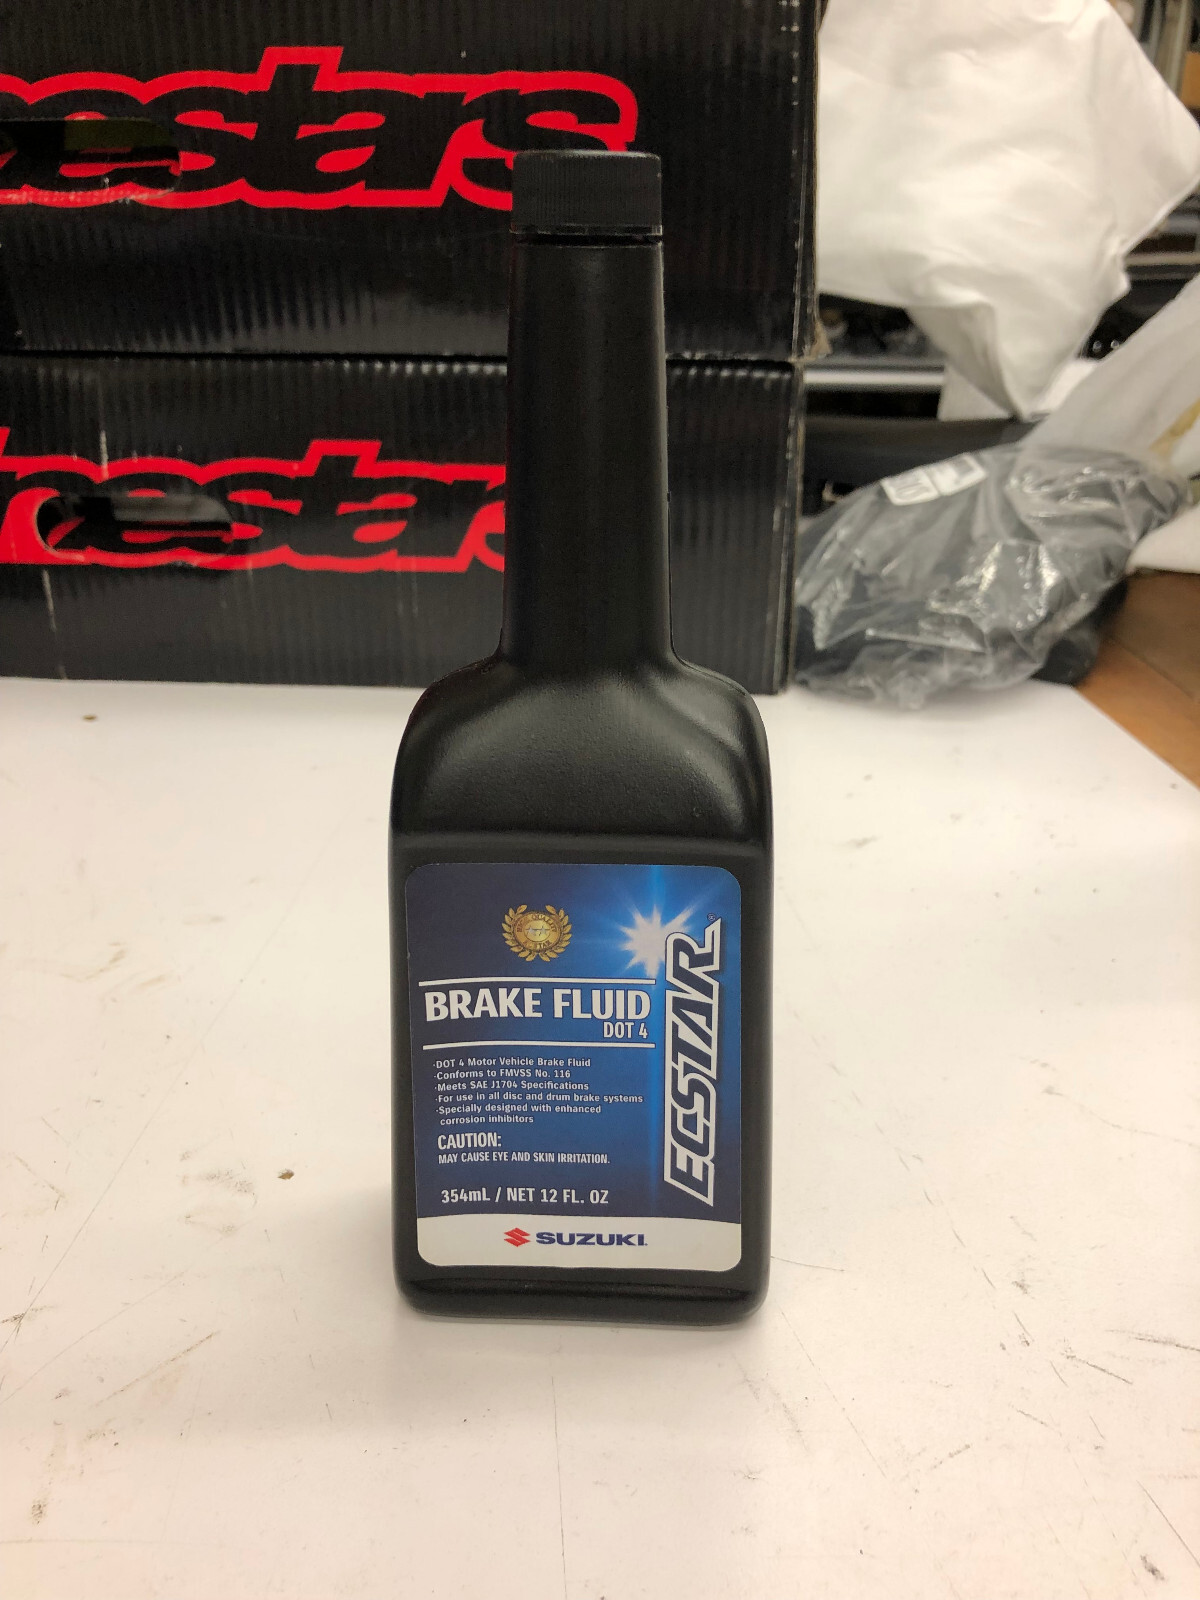 nestars
nestars
ECSTAR
BRAKE FLUID
DOT 4
·DOT 4 Motor Vehicle Brake Fluid
·Conforms to FMVSS No. 116
·Meets SAE J1704 Specifications
·For use in all disc and drum brake systems
·Specially designed with enhanced
corrosion inhibitors
CAUTION:
MAY CAUSE EYE AND SKIN IRRITATION.
354mL / NET 12 FL. OZ
SUZUKI